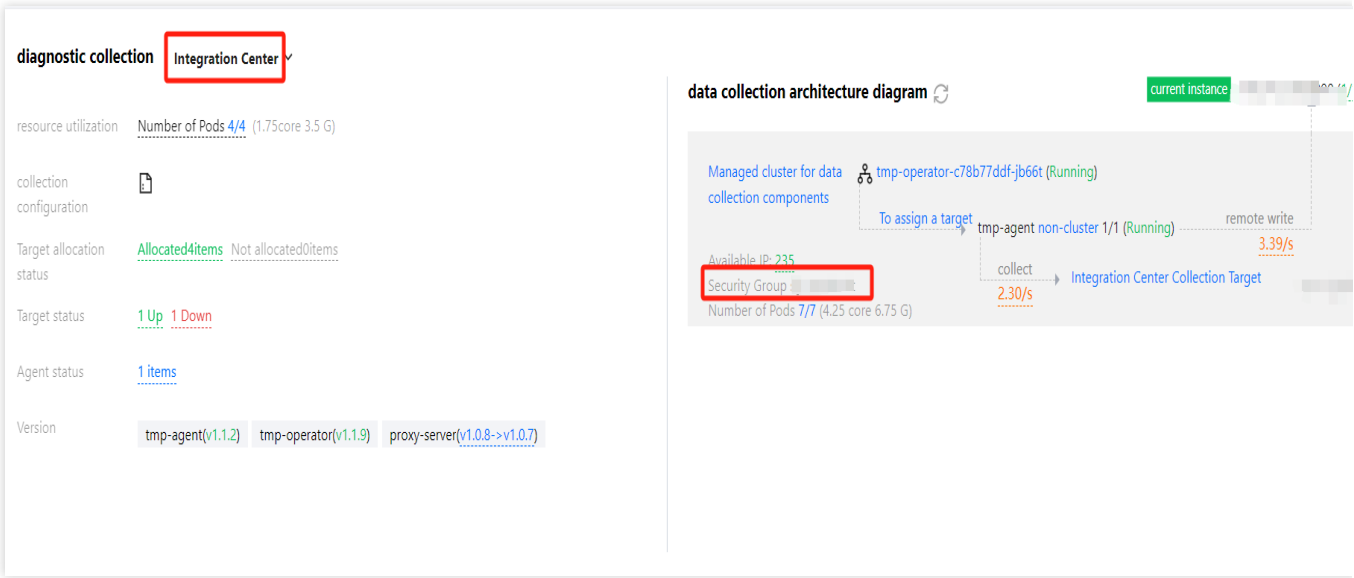 diagnostic collection Integration Center
resource utilization Number of Pods 4/4 (1.75core 3.5 G)
collection
configuration
Target allocation
status
Allocated4items Not allocated0items
Target status 1 Up 1 Down
Agent status 1 items
Version tmp-agent(v1.1.2) tmp-operator(v1.1.9) proxy-server(v1.0.8->v1.0.7)
data collection architecture diagram
current instance
Managed cluster for data
collection components
tmp-operator-c78b77ddf-jb66t (Running)
To assign a target
tmp-agent non-cluster 1/1 (Running)
remote write
3.39/s
Available IP: 235
collect
2.30/s
Integration Center Collection Target
Security Group
Number of Pods 7/7 (4.25 core 6.75 G)